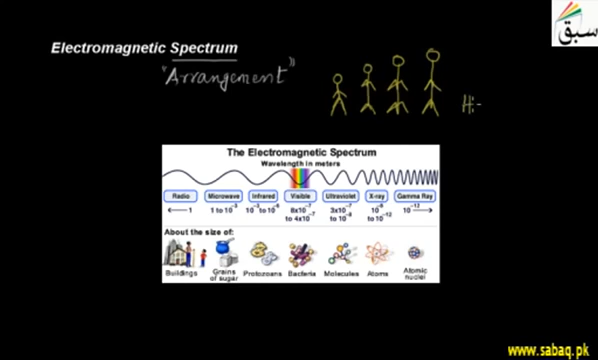 سبق
Electromagnetic Spectrum
"Arrangement"
Hi-
The Electromagnetic Spectrum
Wavelength in meters
Radio Microwave Infrared Visible Ultraviolet X-ray Gamma Ray
← 1 1 to 10⁻³ 10⁻³ to 10⁻⁶ 8x10⁻⁷ 3x10⁻⁷ 10⁻⁸ 10⁻¹² →
to 4x10⁻⁷ to 10⁻⁸ to 10⁻¹²
About the size of:
Buildings Grains of sugar Protozoans Bacteria Molecules Atoms Atomic nuclei
www.sabaq.pk